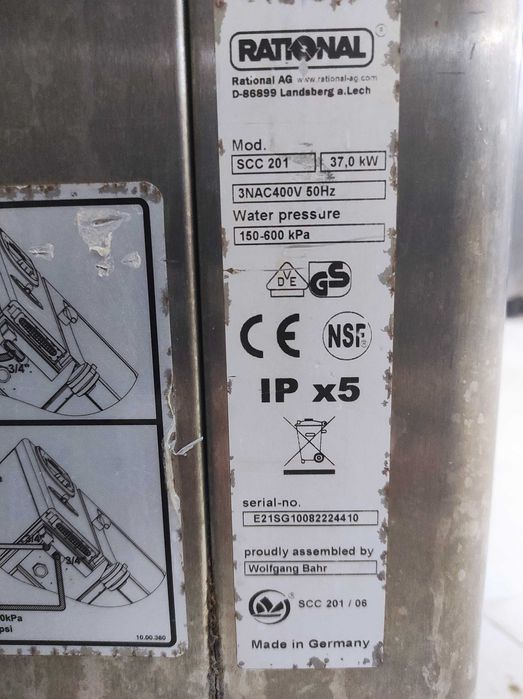 RATIONAL
Rational AG www.rational-ag.com
D-86899 Landsberg a.Lech
Mod.
SCC 201 37,0 kW
3NAC400V 50Hz
Water pressure
150-600 kPa
DVE GS
CE NSF
IP x5
serial-no.
E21SG10082224410
proudly assembled by
Wolfgang Bahr
SCC 201 / 06
Made in Germany
3/4"
3/4"
3/4"
0kPa
psi
10.00.360